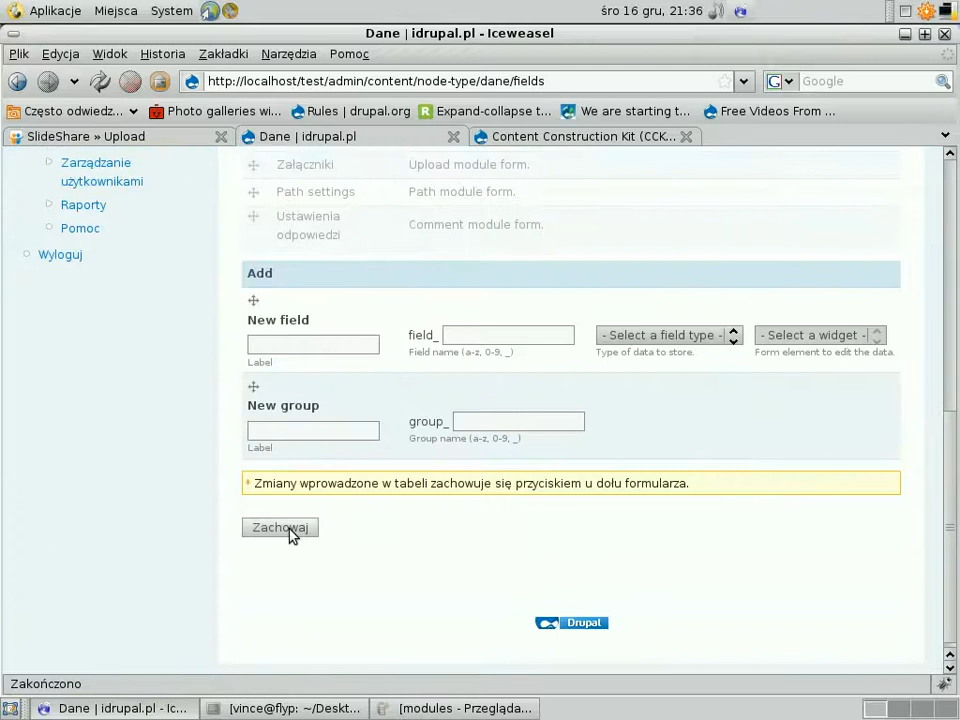 Aplikacje Miejsca System śro 16 gru, 21:36
Dane | idrupal.pl - Iceweasel
Plik Edycja Widok Historia Zakładki Narzędzia Pomoc
http://localhost/test/admin/content/node-type/dane/fields Google
Często odwiedz... Photo galleries wi... Rules | drupal.org Expand-collapse t... We are starting t... Free Videos From ...
SlideShare » Upload Dane | idrupal.pl Content Construction Kit (CCK...
Zarządzanie
użytkownikami
Raporty
Pomoc
Wyloguj
Załączniki Upload module form.
Path settings Path module form.
Ustawienia
odpowiedzi
Comment module form.
Add
New field
field_ - Select a field type - - Select a widget -
Label Field name (a-z, 0-9, _) Type of data to store. Form element to edit the data.
New group
group_
Label Group name (a-z, 0-9, _)
* Zmiany wprowadzone w tabeli zachowuje się przyciskiem u dołu formularza.
Zachowaj
Drupal
Zakończono
Dane | idrupal.pl - Ic... [vince@flyp: ~/Deskt... [modules - Przegląda...